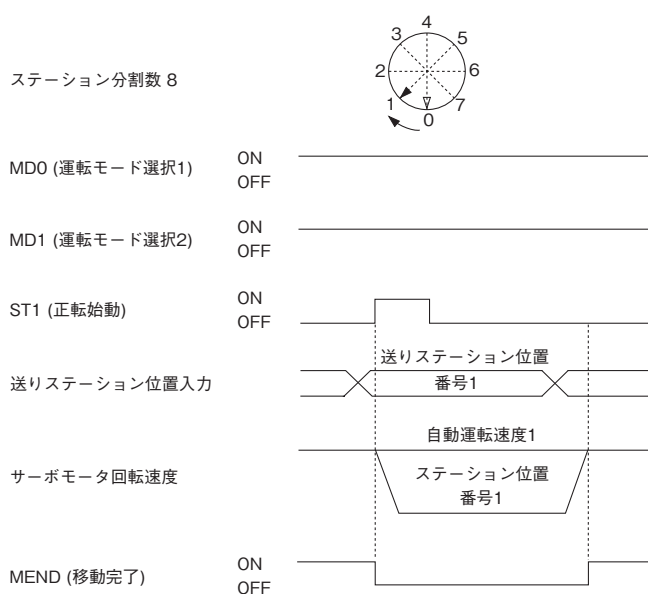 4
3 5
ステーション分割数 8
2 6
1 7
0
MD0 (運転モード選択1)
ON
OFF
MD1 (運転モード選択2)
ON
OFF
ST1 (正転始動)
ON
OFF
送りステーション位置
送りステーション位置入力
番号1
自動運転速度1
サーボモータ回転速度
ステーション位置
番号1
MEND (移動完了)
ON
OFF